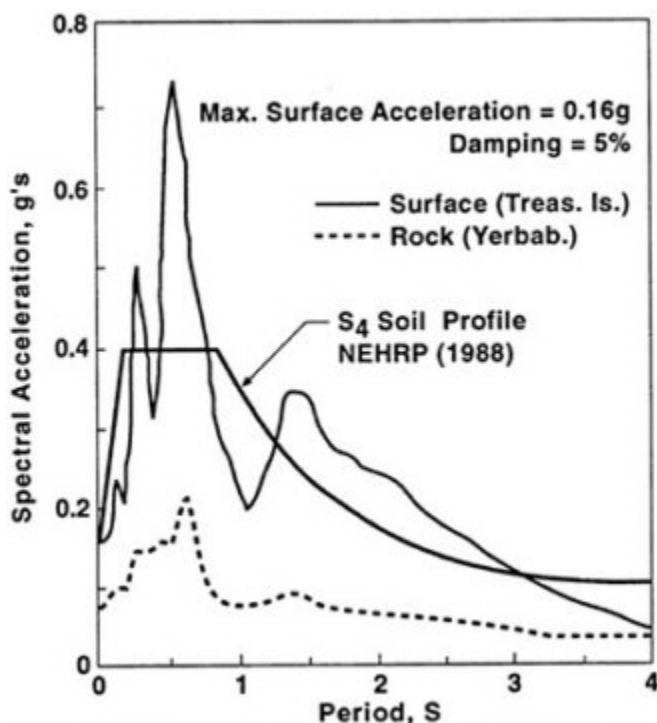 0.8
Max. Surface Acceleration = 0.16g
Damping = 5%
0.6
Surface (Treas. Is.)
Rock (Yerbab.)
Spectral Acceleration, g's
S4 Soil Profile
NEHRP (1988)
0.4
0.2
0
0 1 2 3 4
Period, S